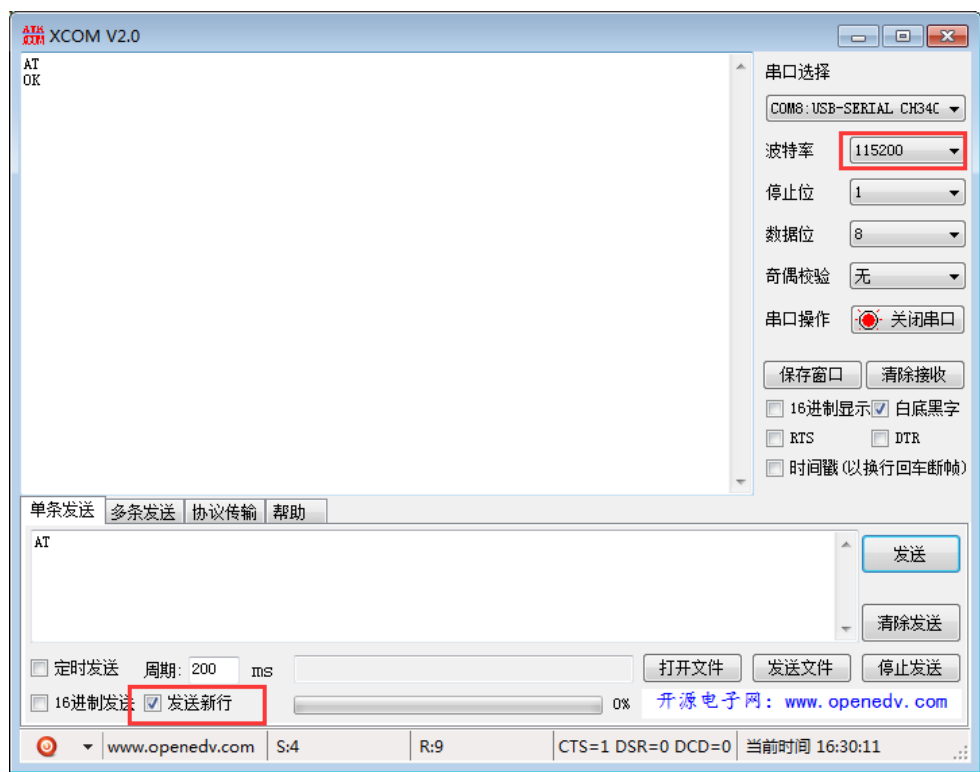 ATK COM XCOM V2.0
AT
OK
串口选择
COM8:USB-SERIAL CH34
波特率 115200
停止位 1
数据位 8
奇偶校验 无
串口操作 关闭串口
保存窗口 清除接收
16进制显示 白底黑字
RTS DTR
时间戳(以换行回车断帧)
单条发送 多条发送 协议传输 帮助
AT
发送
清除发送
定时发送 周期: 200 ms 打开文件 发送文件 停止发送
16进制发送 发送新行 0% 开源电子网: www.openedv.com
www.openedv.com S:4 R:9 CTS=1 DSR=0 DCD=0 当前时间 16:30:11